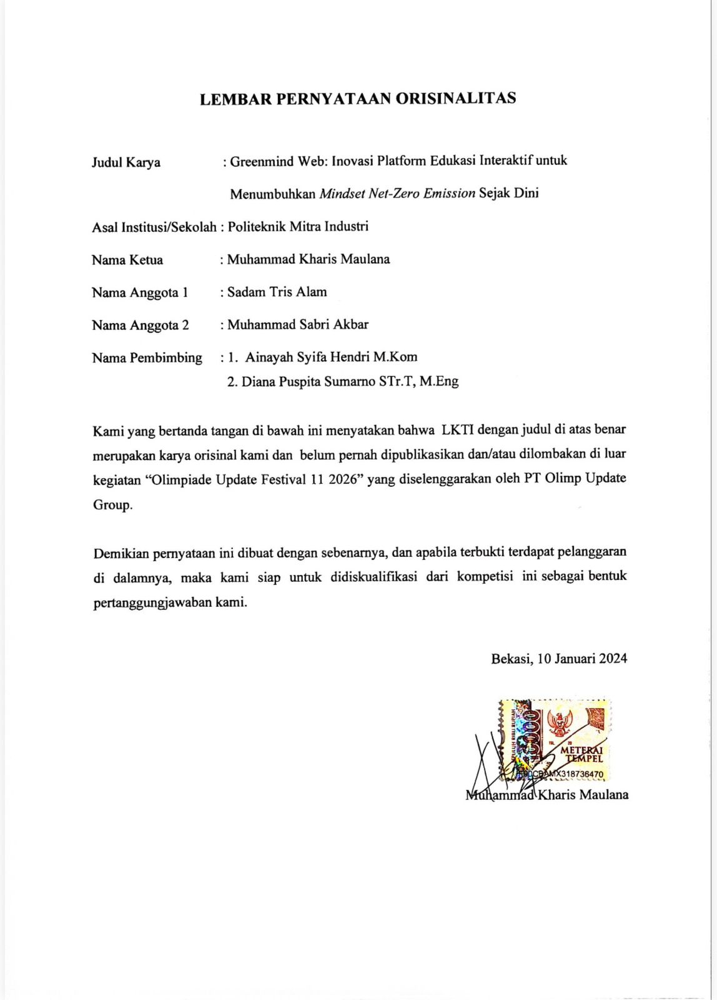 LEMBAR PERNYATAAN ORISINALITAS
Judul Karya : Greenmind Web: Inovasi Platform Edukasi Interaktif untuk
Menumbuhkan Mindset Net-Zero Emission Sejak Dini
Asal Institusi/Sekolah : Politeknik Mitra Industri
Nama Ketua : Muhammad Kharis Maulana
Nama Anggota 1 : Sadam Tris Alam
Nama Anggota 2 : Muhammad Sabri Akbar
Nama Pembimbing : 1. Ainayah Syifa Hendri M.Kom
2. Diana Puspita Sumarno STr.T, M.Eng
Kami yang bertanda tangan di bawah ini menyatakan bahwa LKTI dengan judul di atas benar
merupakan karya orisinal kami dan belum pernah dipublikasikan dan/atau dilombakan di luar
kegiatan “Olimpiade Update Festival 11 2026” yang diselenggarakan oleh PT Olimp Update
Group.
Demikian pernyataan ini dibuat dengan sebenarnya, dan apabila terbukti terdapat pelanggaran
di dalamnya, maka kami siap untuk didiskualifikasi dari kompetisi ini sebagai bentuk
pertanggungjawaban kami.
Bekasi, 10 Januari 2024
METERAI
TEMPEL
Muhammad Kharis Maulana